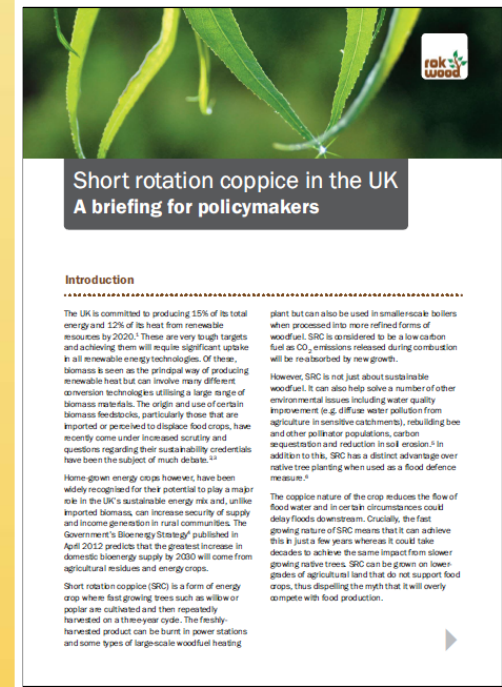 rok
wood
Short rotation coppice in the UK
A briefing for policymakers
Introduction
The UK is committed to producing 15% of its total
energy and 12% of its heat from renewable
resources by 2020.¹ These are very tough targets
and achieving them will require significant uptake
in all renewable energy technologies. Of these,
biomass is seen as the principal way of producing
renewable heat but can involve many different
conversion technologies utilising a large range of
biomass materials. The origin and use of certain
biomass feedstocks, particularly those that are
imported or perceived to displace food crops, have
recently come under increased scrutiny and
questions regarding their sustainability credentials
have been the subject of much debate.²·³
Home-grown energy crops however, have been
widely recognised for their potential to play a major
role in the UK's sustainable energy mix and, unlike
imported biomass, can increase security of supply
and income generation in rural communities. The
Government's Bioenergy Strategy⁴ published in
April 2012 predicts that the greatest increase in
domestic bioenergy supply by 2030 will come from
agricultural residues and energy crops.
Short rotation coppice (SRC) is a form of energy
crop where fast growing trees such as willow or
poplar are cultivated and then repeatedly
harvested on a three-year cycle. The freshly-
harvested product can be burnt in power stations
and some types of large-scale woodfuel heating
plant but can also be used in smaller-scale boilers
when processed into more refined forms of
woodfuel. SRC is considered to be a low carbon
fuel as CO₂ emissions released during combustion
will be re-absorbed by new growth.
However, SRC is not just about sustainable
woodfuel. It can also help solve a number of other
environmental issues including water quality
improvement (e.g. diffuse water pollution from
agriculture in sensitive catchments), rebuilding bee
and other pollinator populations, carbon
sequestration and reduction in soil erosion.⁵ In
addition to this, SRC has a distinct advantage over
native tree planting when used as a flood defence
measure.⁶
The coppice nature of the crop reduces the flow of
flood water and in certain circumstances could
delay floods downstream. Crucially, the fast
growing nature of SRC means that it can achieve
this in just a few years whereas it could take
decades to achieve the same impact from slower
growing native trees. SRC can be grown on lower-
grades of agricultural land that do not support food
crops, thus dispelling the myth that it will overly
compete with food production.